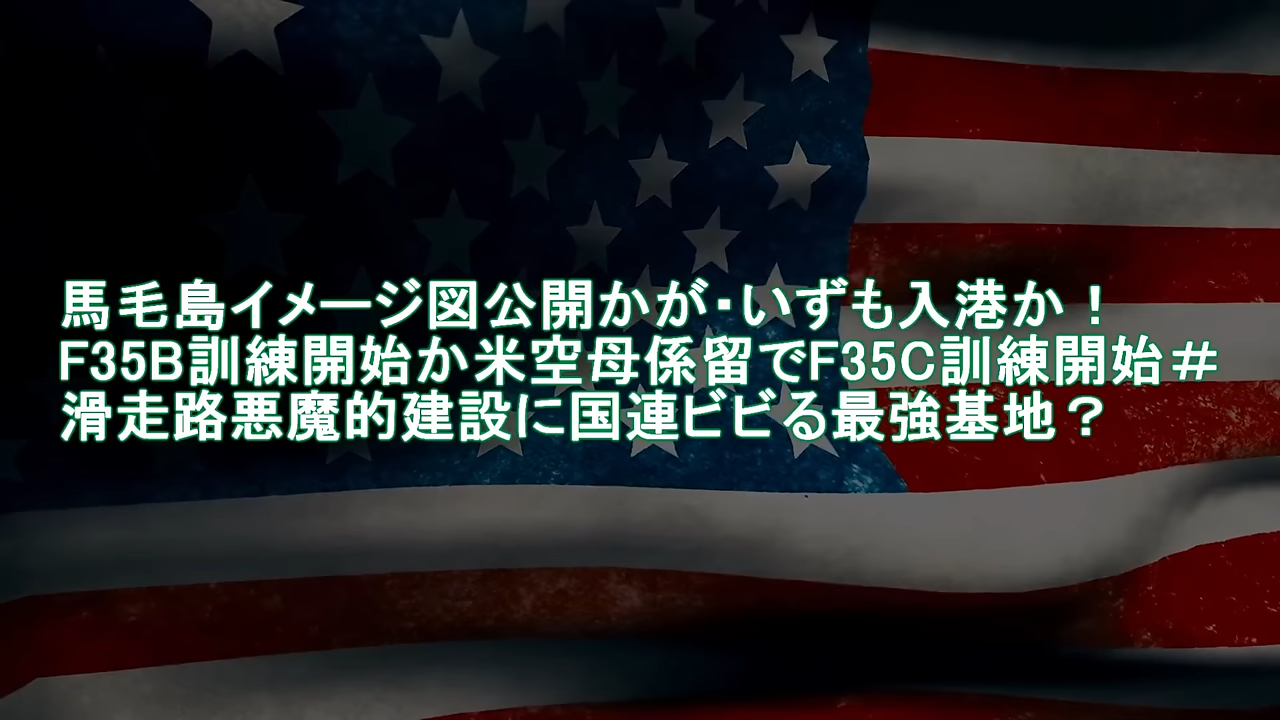 馬毛島イメージ図公開かが・いずも入港か！
F35B訓練開始か米空母係留でF35C訓練開始＃
滑走路悪魔的建設に国連ビビる最強基地？